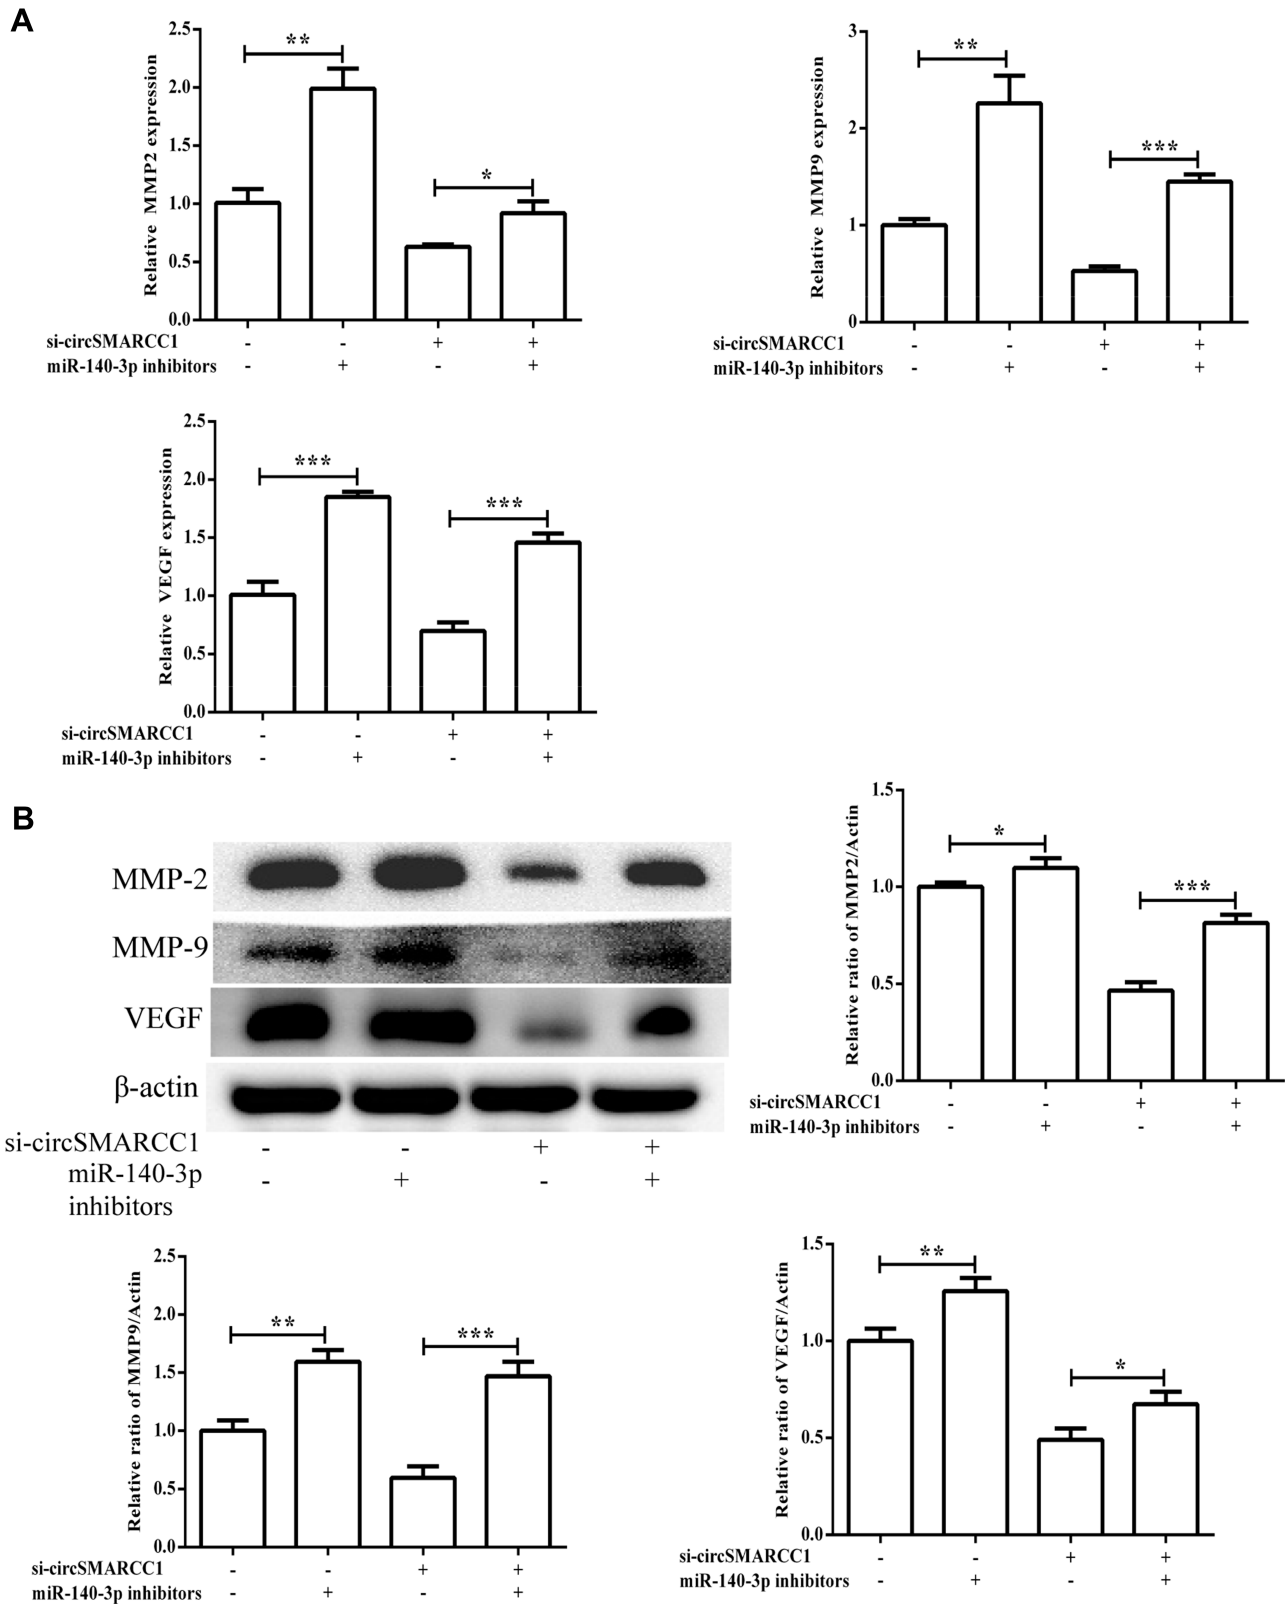 A
2.5
2.0
1.5
1.0
0.5
0.0
Relative MMP2 expression
**
*
si-circSMARCC1 - - + +
miR-140-3p inhibitors - + - +
3
2
1
0
Relative MMP9 expression
**
***
si-circSMARCC1 - - + +
miR-140-3p inhibitors - + - +
2.5
2.0
1.5
1.0
0.5
0.0
Relative VEGF expression
***
***
si-circSMARCC1 - - + +
miR-140-3p inhibitors - + - +
B
MMP-2
MMP-9
VEGF
β-actin
si-circSMARCC1 - - + +
miR-140-3p - + - +
inhibitors
1.5
1.0
0.5
0.0
Relative ratio of MMP2/Actin
*
***
si-circSMARCC1 - - + +
miR-140-3p inhibitors - + - +
2.5
2.0
1.5
1.0
0.5
0.0
Relative ratio of MMP9/Actin
**
***
si-circSMARCC1 - - + +
miR-140-3p inhibitors - + - +
1.5
1.0
0.5
0.0
Relative ratio of VEGF/Actin
**
*
si-circSMARCC1 - - + +
miR-140-3p inhibitors - + - +